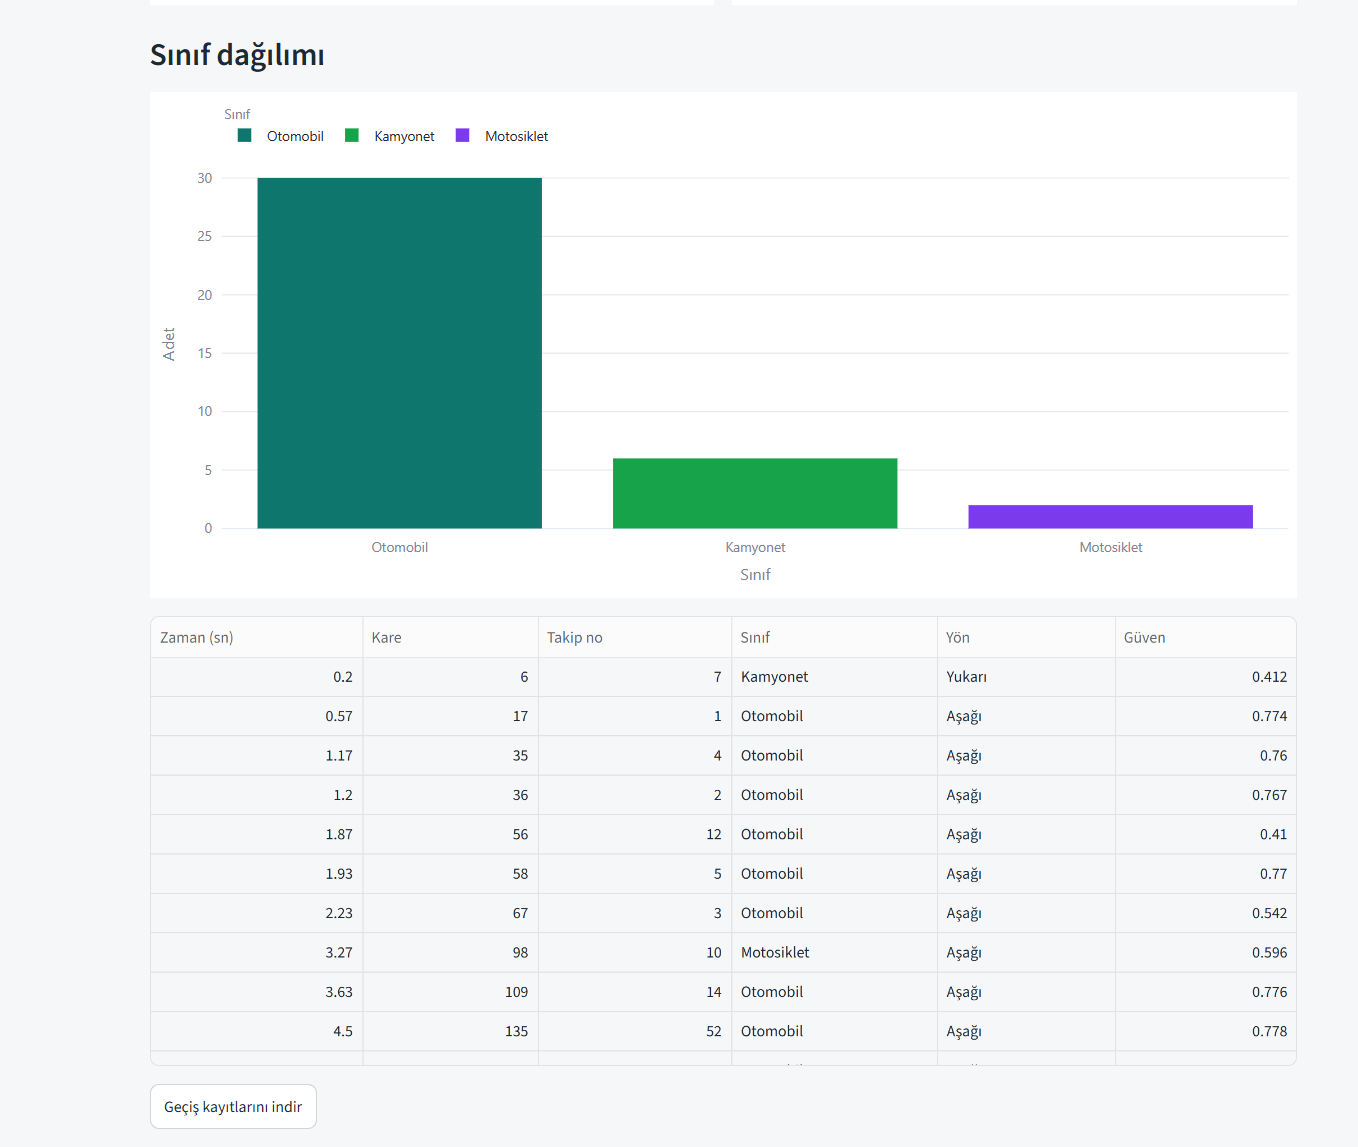 Sınıf dağılımı
Sınıf
Otomobil Kamyonet Motosiklet
30
25
20
15
10
5
0
Adet
Otomobil Kamyonet Motosiklet
Sınıf
Zaman (sn) Kare Takip no Sınıf Yön Güven
0.2 6 7 Kamyonet Yukarı 0.412
0.57 17 1 Otomobil Aşağı 0.774
1.17 35 4 Otomobil Aşağı 0.76
1.2 36 2 Otomobil Aşağı 0.767
1.87 56 12 Otomobil Aşağı 0.41
1.93 58 5 Otomobil Aşağı 0.77
2.23 67 3 Otomobil Aşağı 0.542
3.27 98 10 Motosiklet Aşağı 0.596
3.63 109 14 Otomobil Aşağı 0.776
4.5 135 52 Otomobil Aşağı 0.778
Geçiş kayıtlarını indir